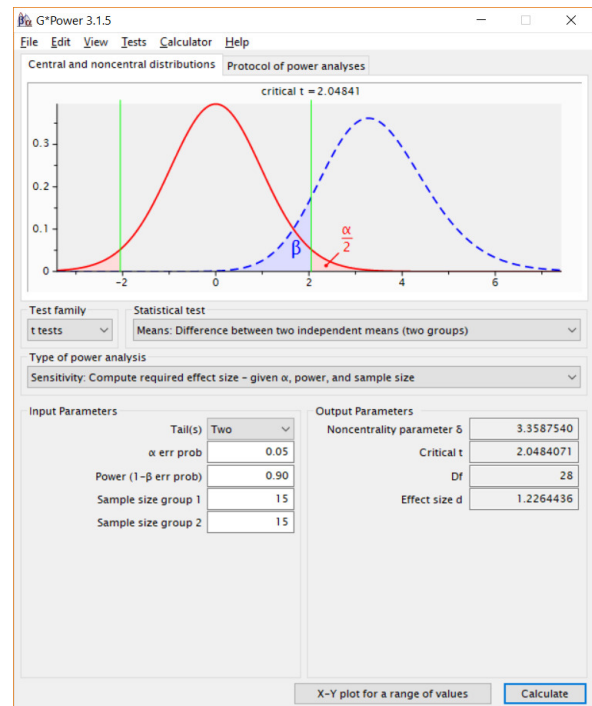 βα G*Power 3.1.5
File Edit View Tests Calculator Help
Central and noncentral distributions Protocol of power analyses
critical t = 2.04841
0.3
0.2
0.1
0
-2 0 2 4 6
β
α
2
Test family Statistical test
t tests Means: Difference between two independent means (two groups)
Type of power analysis
Sensitivity: Compute required effect size – given α, power, and sample size
Input Parameters Output Parameters
Tail(s) Two Noncentrality parameter δ 3.3587540
α err prob 0.05 Critical t 2.0484071
Power (1-β err prob) 0.90 Df 28
Sample size group 1 15 Effect size d 1.2264436
Sample size group 2 15
X-Y plot for a range of values Calculate